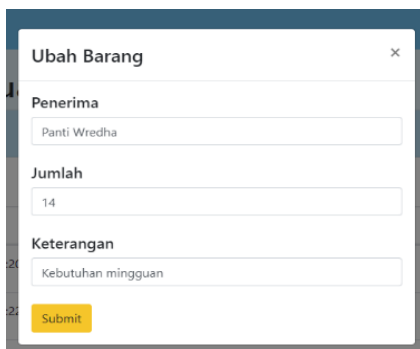 Ubah Barang ×
Penerima
Panti Wredha
Jumlah
14
Keterangan
Kebutuhan mingguan
Submit